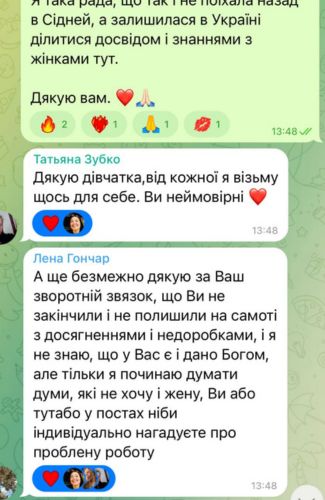 Я така рада, що так і не поїхала назад
в Сідней, а залишилася в Україні
ділитися досвідом і знаннями з
жінками тут.
Дякую вам. ❤️🙏🏻
🔥 2 ❤️‍🔥 1 🙏 1 💋 1 13:48
Татьяна Зубко
Дякую дівчатка,від кожної я візьму
щось для себе. Ви неймовірні ❤️
13:48
Лена Гончар
А ще безмежно дякую за Ваш
зворотній звязок, що Ви не
закінчили і не полишили на самоті
з досягненнями і недоробками, і я
не знаю, що у Вас є і дано Богом,
але тільки я починаю думати
думи, які не хочу і жену, Ви або
тутабо у постах ніби
індивідуально нагадуєте про
проблену роботу
13:48